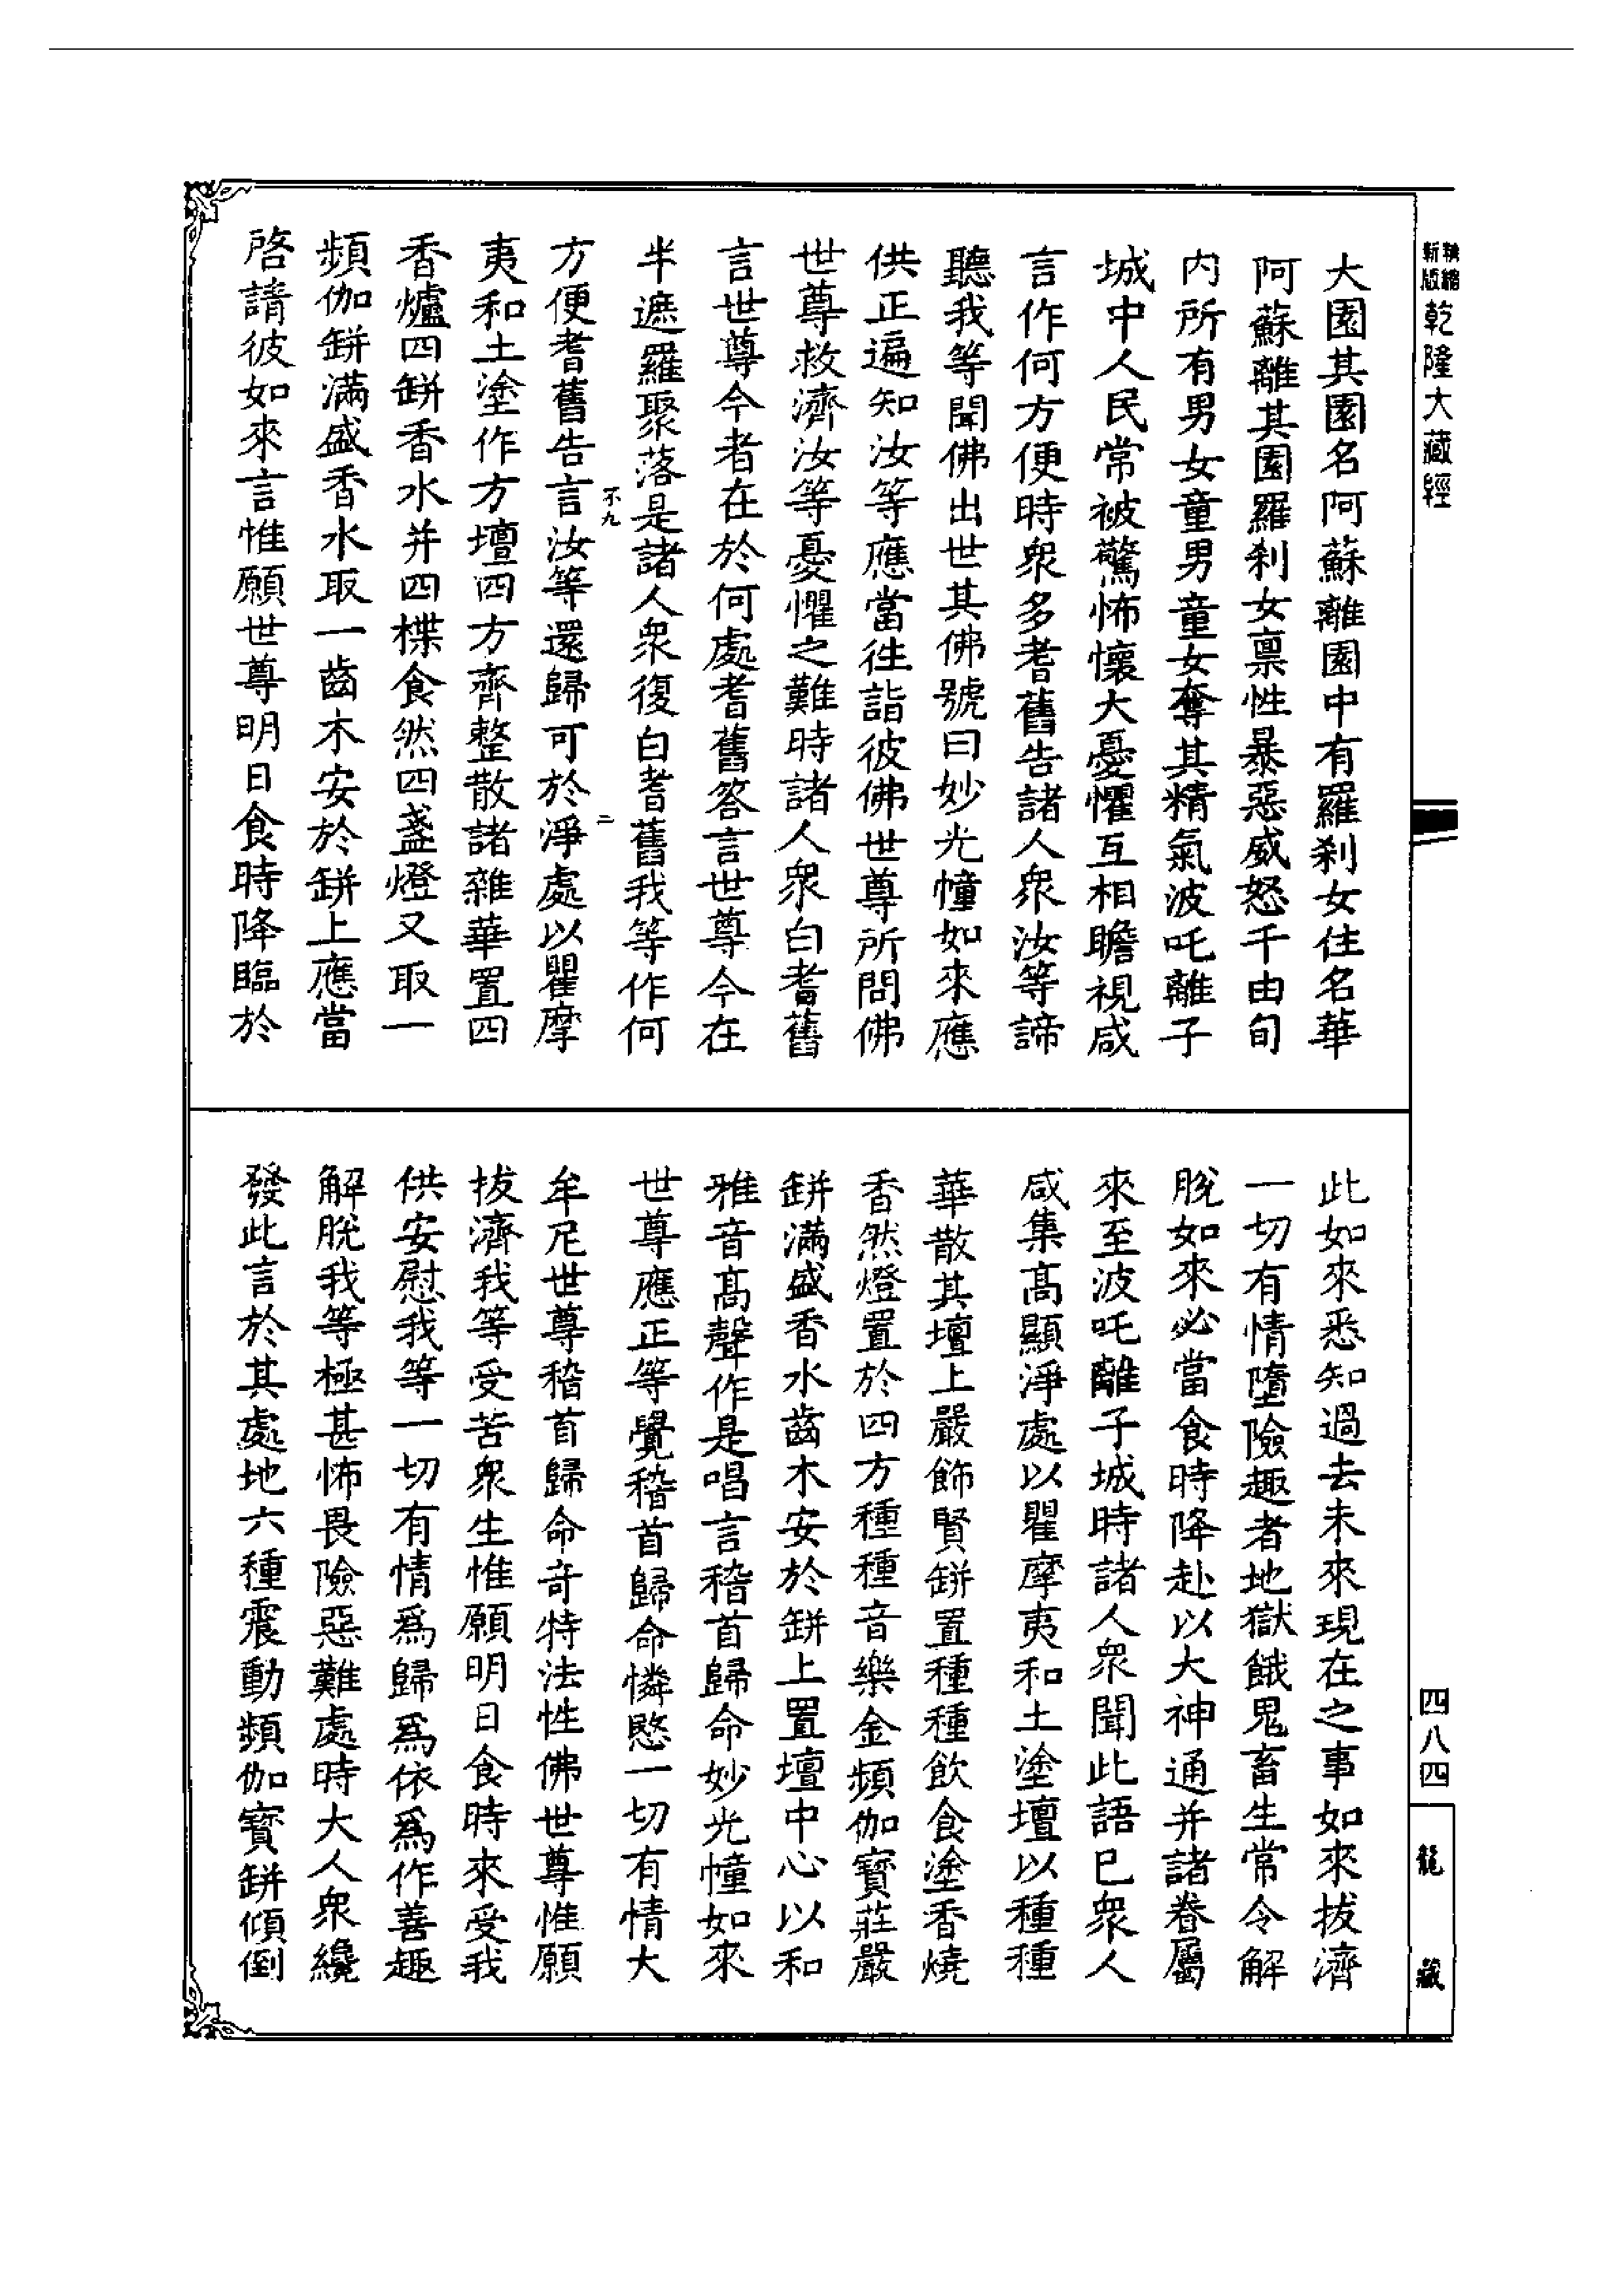 新版精縮乾隆大藏經
大園其園名阿蘇離園中有羅剎女住名華
阿蘇離其園羅剎女禀性暴惡威怒千由旬
内所有男女童男童女奪其精氣波吒離子
城中人民常被驚怖懷大憂懼互相瞻視咸
言作何方便時衆多耆舊告諸人衆汝等諦
聽我等聞佛出世其佛號曰妙光幢如來應
供正遍知汝等應當往詣彼佛世尊所問佛
世尊救濟汝等憂懼之難時諸人衆白耆舊
言世尊今者在於何處耆舊答言世尊今在
半遮羅聚落是諸人衆復白耆舊我等作何
不九
二
方便耆舊告言汝等還歸可於淨處以瞿摩
夷和土塗作方壇四方齊整散諸雜華置四
香爐四缾香水并四楪食然四盞燈又取一
頻伽缾滿盛香水取一齒木安於缾上應當
啓請彼如來言惟願世尊明日食時降臨於
此如來悉知過去未來現在之事如來拔濟
一切有情墮險趣者地獄餓鬼畜生常令解
脫如來必當食時降赴以大神通并諸眷屬
來至波吒離子城時諸人衆聞此語已衆人
咸集髙顯淨處以瞿摩夷和土塗壇以種種
華散其壇上嚴飾賢缾置種種飲食塗香燒
香然燈置於四方種種音樂金頻伽寶莊嚴
缾滿盛香水齒木安於缾上置壇中心以和
雅音髙聲作是唱言稽首歸命妙光幢如來
世尊應正等覺稽首歸命憐愍一切有情大
牟尼世尊稽首歸命奇特法性佛世尊惟願
拔濟我等受苦衆生惟願明日食時來受我
供安慰我等一切有情爲歸爲依爲作善趣
解脫我等極甚怖畏險惡難處時大人衆纔
發此言於其處地六種震動頻伽寶缾傾倒
四八四
龍藏